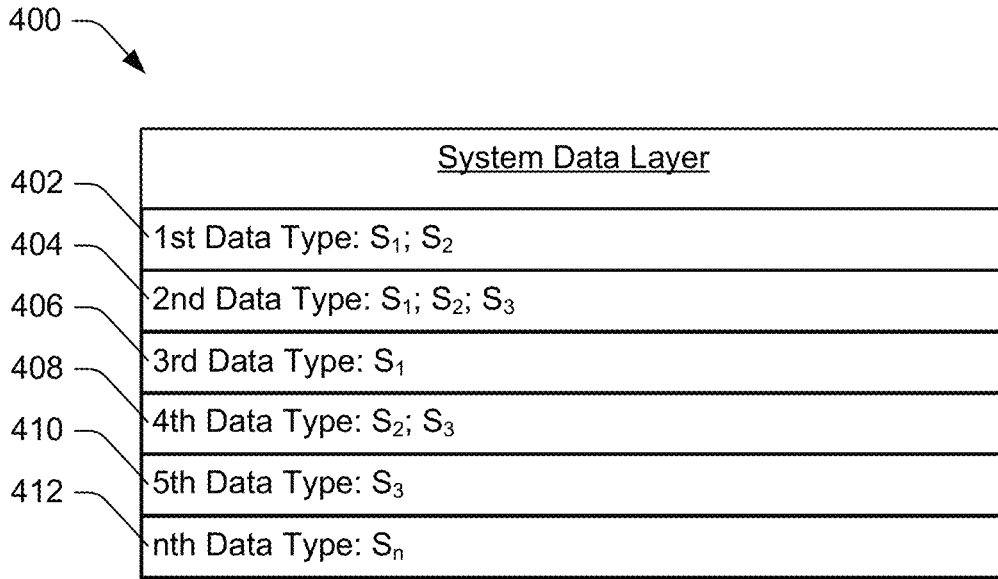 400
System Data Layer
402
1st Data Type: S₁; S₂
404
2nd Data Type: S₁; S₂; S₃
406
3rd Data Type: S₁
408
4th Data Type: S₂; S₃
410
5th Data Type: S₃
412
nth Data Type: Sₙ